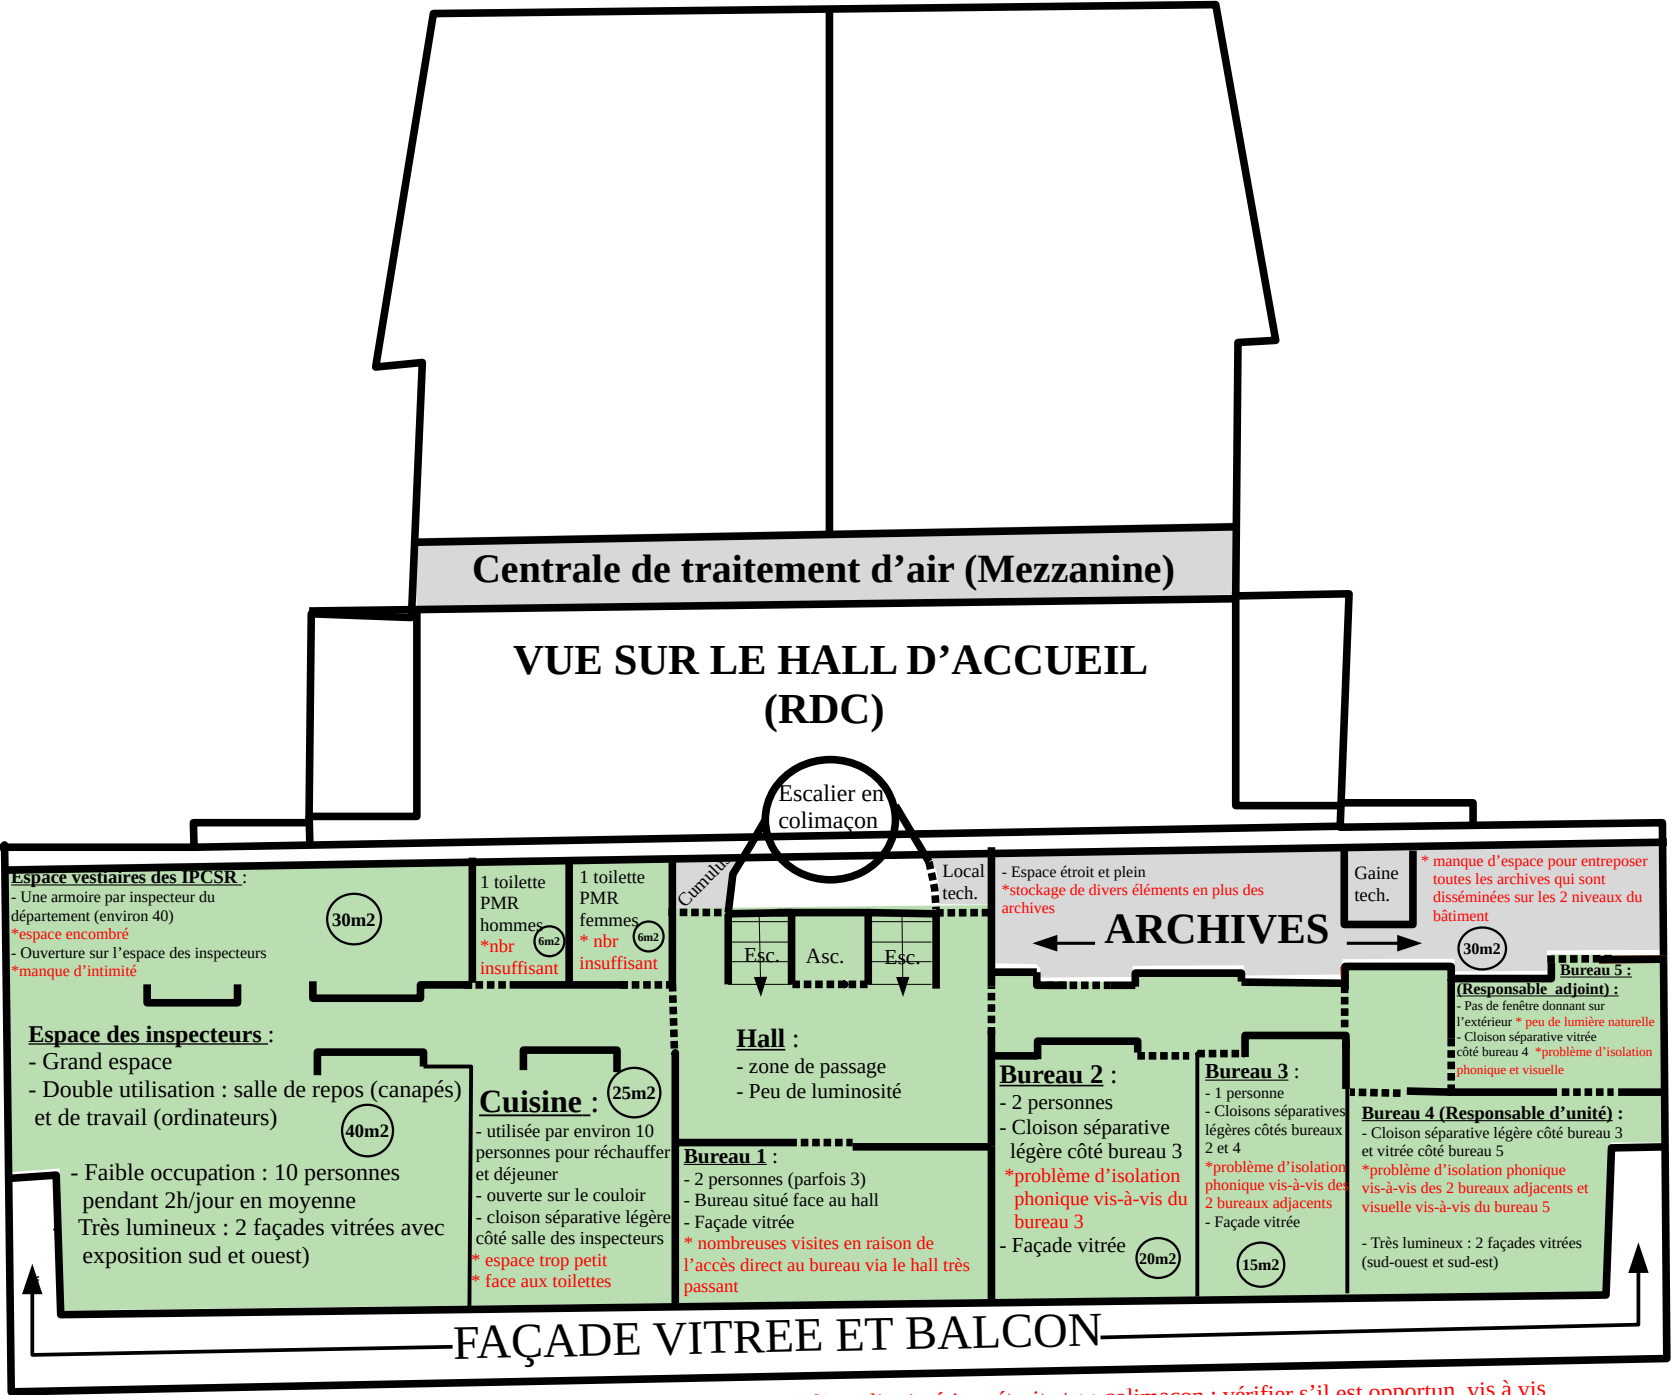 Centrale de traitement d’air (Mezzanine)
VUE SUR LE HALL D’ACCUEIL
(RDC)
Escalier en
colimaçon
Espace vestiaires des IPCSR :
- Une armoire par inspecteur du
département (environ 40)
*espace encombré
- Ouverture sur l’espace des inspecteurs
*manque d’intimité
30m2
1 toilette
PMR
hommes
*nbr
insuffisant
6m2
1 toilette
PMR
femmes
* nbr
insuffisant
6m2
Cumulus
Local
tech.
Esc.
Asc.
Esc.
- Espace étroit et plein
*stockage de divers éléments en plus des
archives
ARCHIVES
Gaine
tech.
* manque d’espace pour entreposer
toutes les archives qui sont
disséminées sur les 2 niveaux du
bâtiment
30m2
Espace des inspecteurs :
- Grand espace
- Double utilisation : salle de repos (canapés)
et de travail (ordinateurs)
40m2
- Faible occupation : 10 personnes
pendant 2h/jour en moyenne
Très lumineux : 2 façades vitrées avec
exposition sud et ouest)
Cuisine :
25m2
- utilisée par environ 10
personnes pour réchauffer
et déjeuner
- ouverte sur le couloir
- cloison séparative légère
côté salle des inspecteurs
* espace trop petit
* face aux toilettes
Hall :
- zone de passage
- Peu de luminosité
Bureau 1 :
- 2 personnes (parfois 3)
- Bureau situé face au hall
- Façade vitrée
* nombreuses visites en raison de
l’accès direct au bureau via le hall très
passant
Bureau 2 :
- 2 personnes
- Cloison séparative
légère côté bureau 3
*problème d’isolation
phonique vis-à-vis du
bureau 3
- Façade vitrée
20m2
Bureau 3 :
- 1 personne
- Cloisons séparatives
légères côtés bureaux
2 et 4
*problème d’isolation
phonique vis-à-vis des
2 bureaux adjacents
- Façade vitrée
15m2
Bureau 5 :
(Responsable adjoint) :
- Pas de fenêtre donnant sur
l’extérieur * peu de lumière naturelle
- Cloison séparative vitrée
côté bureau 4 *problème d’isolation
phonique et visuelle
Bureau 4 (Responsable d’unité) :
- Cloison séparative légère côté bureau 3
et vitrée côté bureau 5
*problème d’isolation phonique
vis-à-vis des 2 bureaux adjacents et
visuelle vis-à-vis du bureau 5
- Très lumineux : 2 façades vitrées
(sud-ouest et sud-est)
FAÇADE VITREE ET BALCON
étroit et en colimaçon : vérifier s’il est opportun, vis à vis